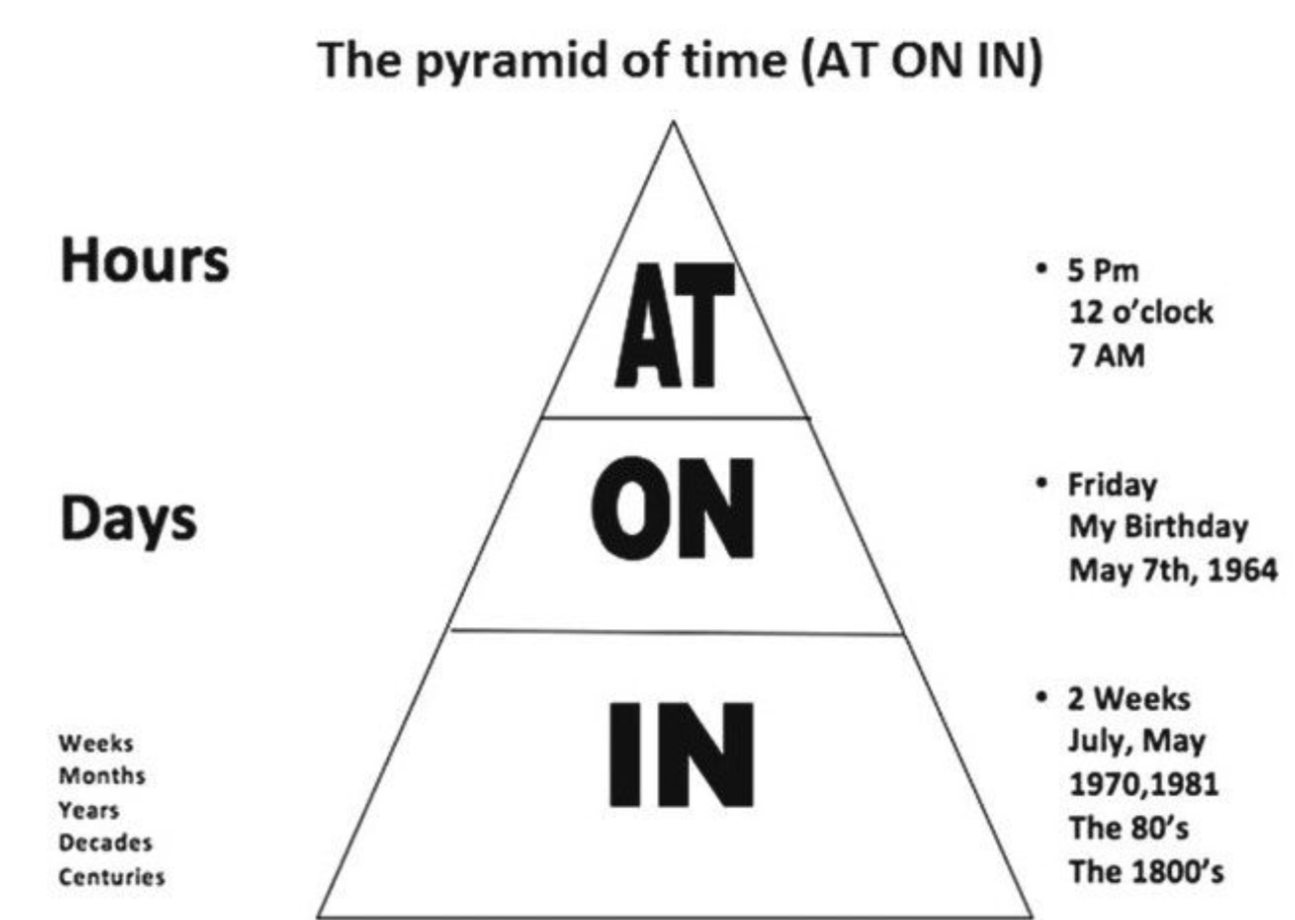 The pyramid of time (AT ON IN)
Hours
AT
• 5 Pm
12 o'clock
7 AM
Days
ON
• Friday
My Birthday
May 7th, 1964
Weeks
Months
Years
Decades
Centuries
IN
• 2 Weeks
July, May
1970,1981
The 80's
The 1800's